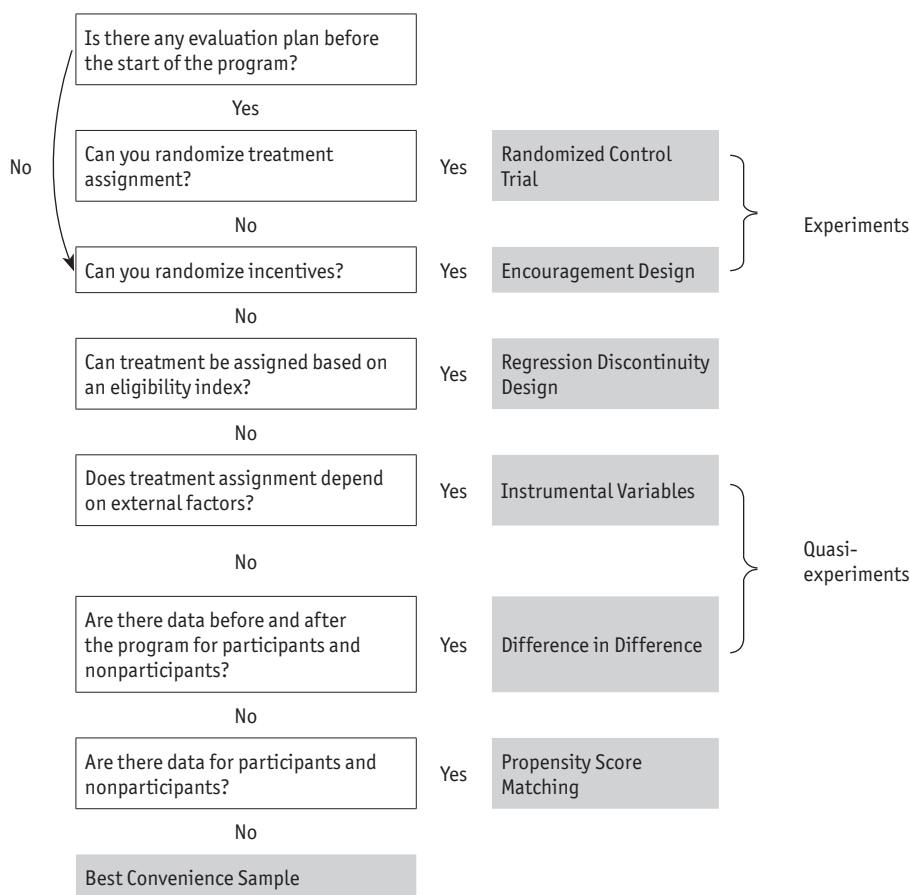 Is there any evaluation plan before
the start of the program?
Yes
No
Can you randomize treatment
assignment?
Yes
Randomized Control
Trial
Experiments
No
Can you randomize incentives?
Yes
Encouragement Design
No
Can treatment be assigned based on
an eligibility index?
Yes
Regression Discontinuity
Design
No
Does treatment assignment depend
on external factors?
Yes
Instrumental Variables
Quasi-
experiments
No
Are there data before and after
the program for participants and
nonparticipants?
Yes
Difference in Difference
No
Are there data for participants and
nonparticipants?
Yes
Propensity Score
Matching
No
Best Convenience Sample